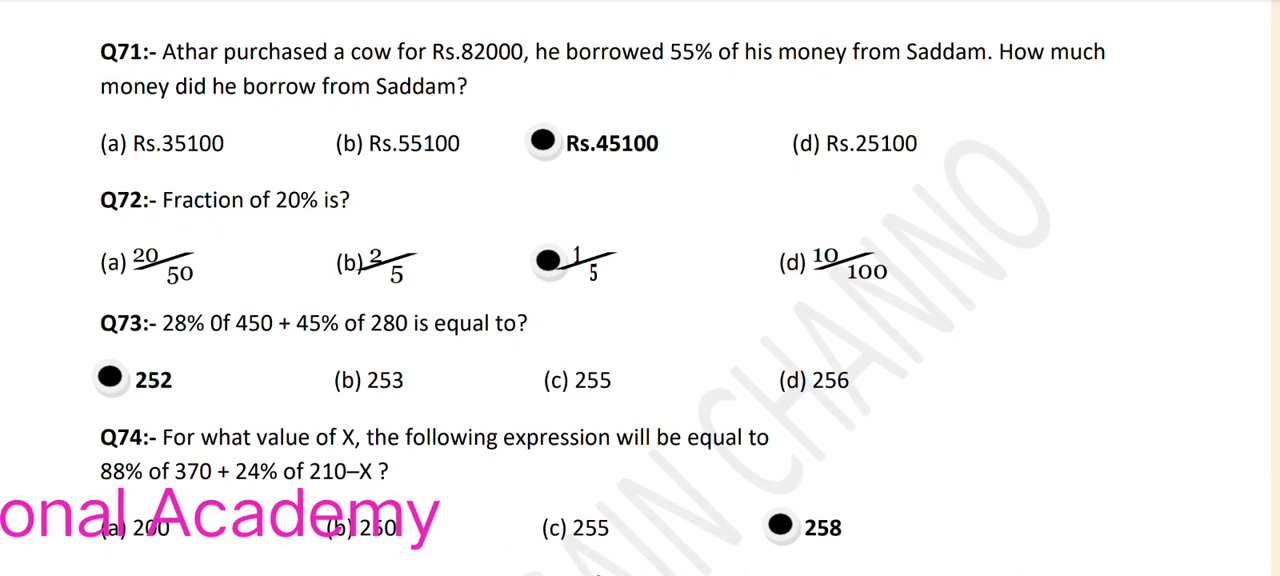 Q71:- Athar purchased a cow for Rs.82000, he borrowed 55% of his money from Saddam. How much
money did he borrow from Saddam?
(a) Rs.35100 (b) Rs.55100 Rs.45100 (d) Rs.25100
Q72:- Fraction of 20% is?
(a) 20/50 (b) 2/5 1/5 (d) 10/100
Q73:- 28% 0f 450 + 45% of 280 is equal to?
252 (b) 253 (c) 255 (d) 256
Q74:- For what value of X, the following expression will be equal to
88% of 370 + 24% of 210–X ?
onal Academy
(a) 200 (b) 250 (c) 255 258
AIN CHANNO